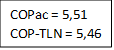 COPac = 5,51
COP-TLN = 5,46